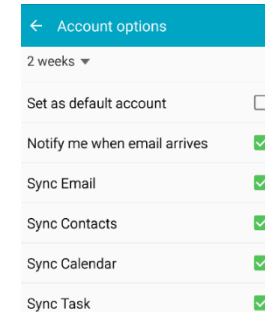 Account options
2 weeks
Set as default account
Notify me when email arrives
Sync Email
Sync Contacts
Sync Calendar
Sync Task